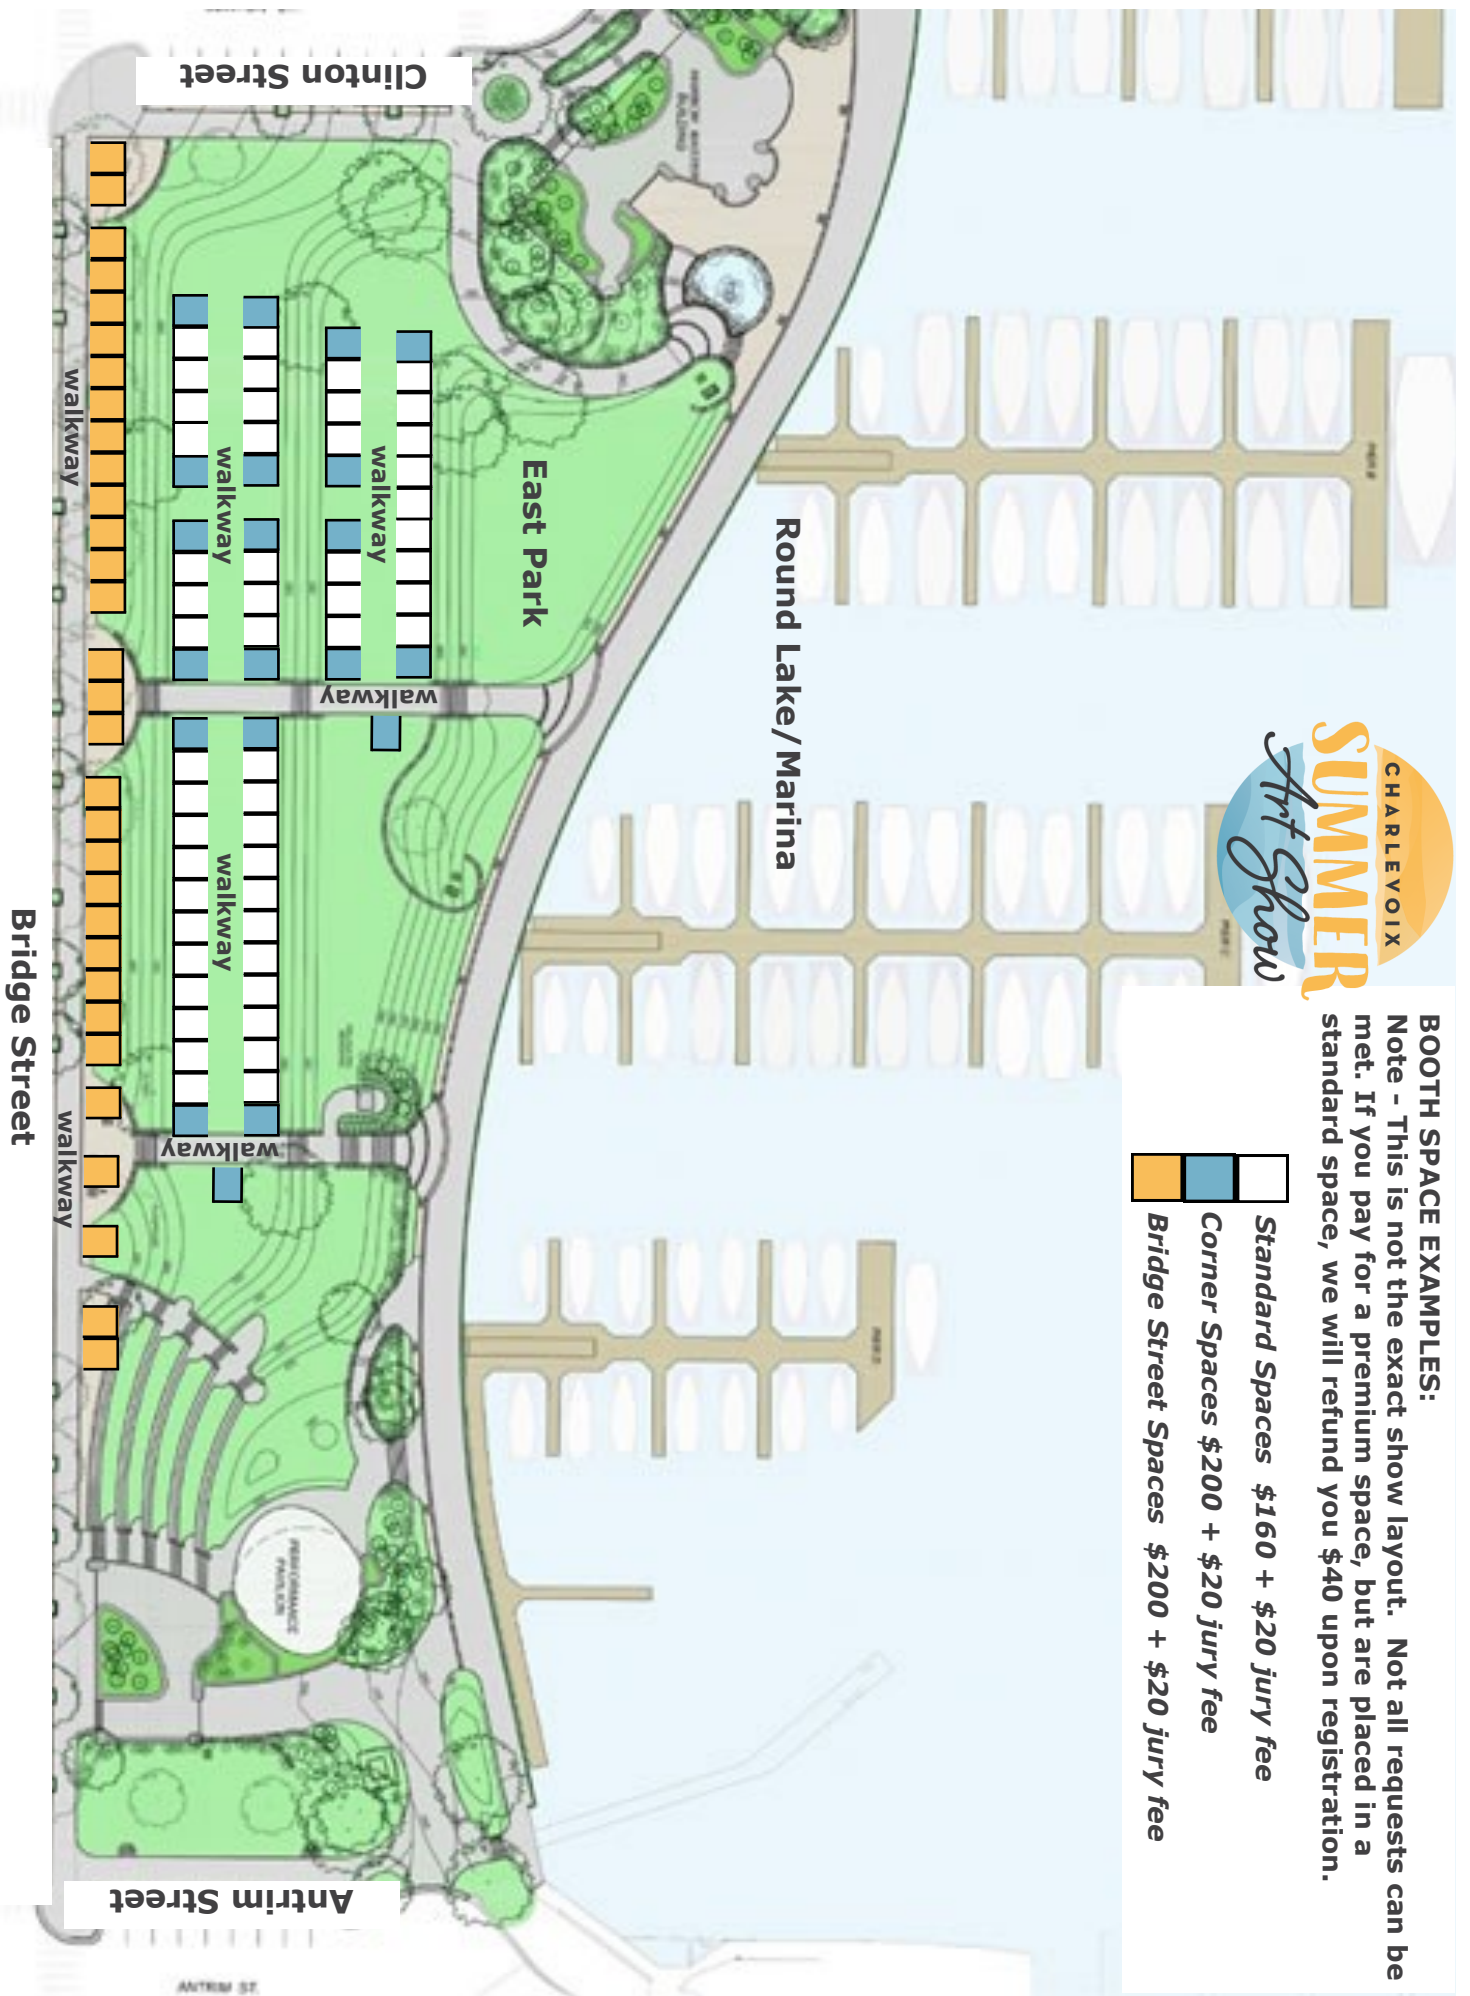 CHARLEVOIX
SUMMER
Art Show
BOOTH SPACE EXAMPLES:
Note - This is not the exact show layout.  Not all requests can be
met. If you pay for a premium space, but are placed in a
standard space, we will refund you $40 upon registration.
Standard Spaces  $160 + $20 jury fee
Corner Spaces $200 + $20 jury fee
Bridge Street Spaces  $200 + $20 jury fee
Round Lake/Marina
East Park
Clinton Street
walkway
walkway
walkway
walkway
walkway
walkway
walkway
Bridge Street
PERFORMANCE
PAVILION
Antrim Street
ANTRIM ST.